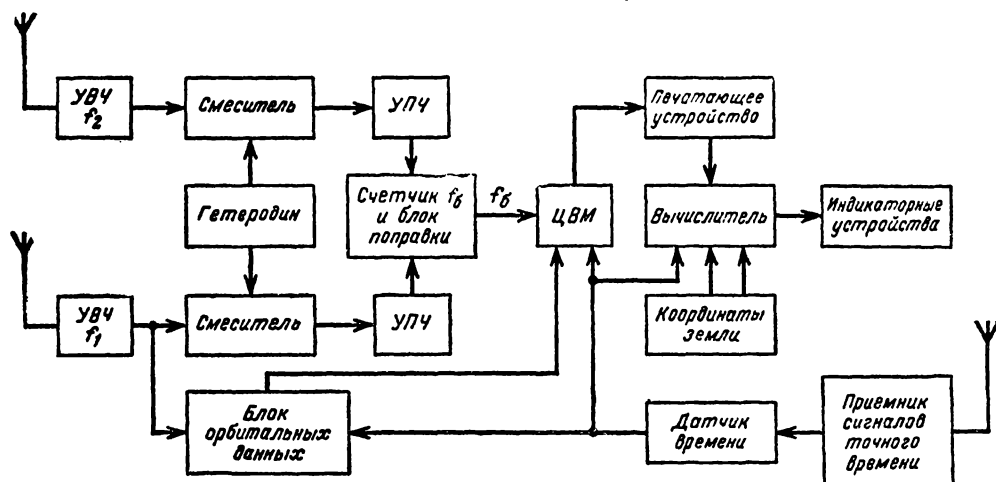 УВЧ
f₂
Смеситель
УПЧ
Печатающее
устройство
Гетеродин
Счетчик fб
и блок
поправки
fб
ЦВМ
Вычислитель
Индикаторные
устройства
УВЧ
f₁
Смеситель
УПЧ
Координаты
земли
Блок
орбитальных
данных
Датчик
времени
Приемник
сигналов
точного
времени